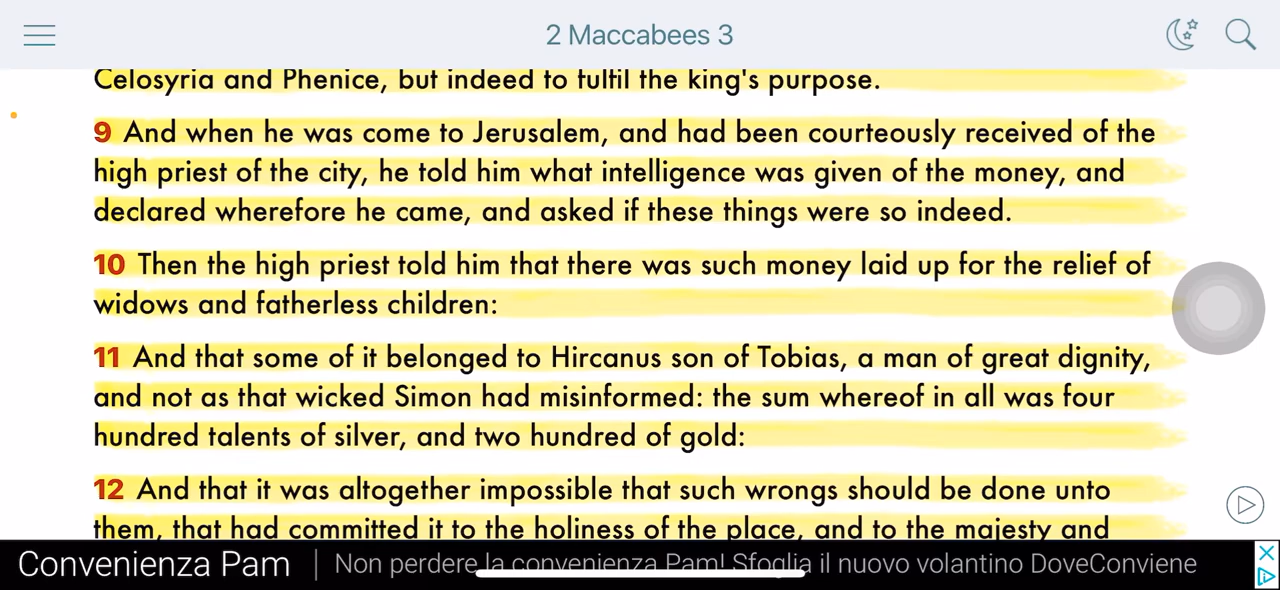 2 Maccabees 3
Celosyria and Phenice, but indeed to fulfil the king's purpose.
9 And when he was come to Jerusalem, and had been courteously received of the
high priest of the city, he told him what intelligence was given of the money, and
declared wherefore he came, and asked if these things were so indeed.
10 Then the high priest told him that there was such money laid up for the relief of
widows and fatherless children:
11 And that some of it belonged to Hircanus son of Tobias, a man of great dignity,
and not as that wicked Simon had misinformed: the sum whereof in all was four
hundred talents of silver, and two hundred of gold:
12 And that it was altogether impossible that such wrongs should be done unto
them, that had committed it to the holiness of the place, and to the majesty and
Convenienza Pam | Non perdere la convenienza Pam! Sfoglia il nuovo volantino DoveConviene